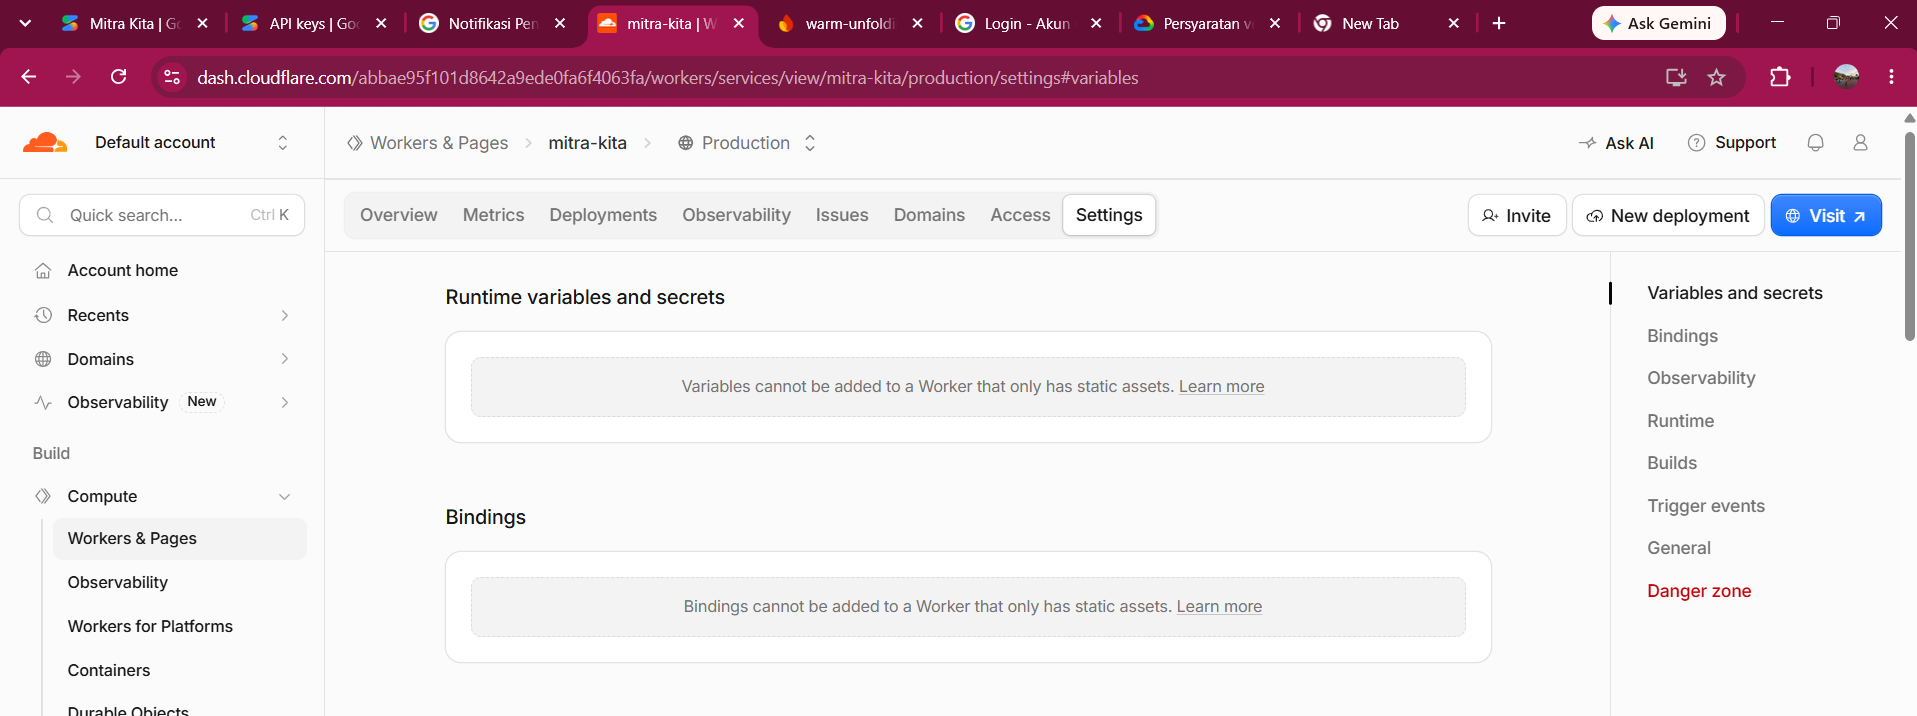 Mitra Kita | Go
API keys | Goo
Notifikasi Pen
mitra-kita | W
warm-unfoldi
Login - Akun
Persyaratan v
New Tab
Ask Gemini
dash.cloudflare.com/abbae95f101d8642a9ede0fa6f4063fa/workers/services/view/mitra-kita/production/settings#variables
Default account
Workers & Pages
mitra-kita
Production
Ask AI
Support
Quick search...
Ctrl K
Overview
Metrics
Deployments
Observability
Issues
Domains
Access
Settings
Invite
New deployment
Visit
Account home
Recents
Domains
Observability New
Build
Compute
Workers & Pages
Observability
Workers for Platforms
Containers
Durable Objects
Runtime variables and secrets
Variables cannot be added to a Worker that only has static assets. Learn more
Bindings
Bindings cannot be added to a Worker that only has static assets. Learn more
Variables and secrets
Bindings
Observability
Runtime
Builds
Trigger events
General
Danger zone